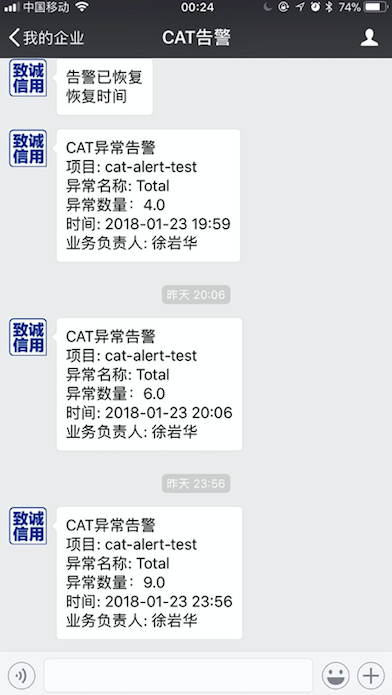 中国移动
00:24
74%
我的企业
CAT告警
致诚
信用
告警已恢复
恢复时间
致诚
信用
CAT异常告警
项目: cat-alert-test
异常名称: Total
异常数量: 4.0
时间: 2018-01-23 19:59
业务负责人: 徐岩华
昨天 20:06
致诚
信用
CAT异常告警
项目: cat-alert-test
异常名称: Total
异常数量: 6.0
时间: 2018-01-23 20:06
业务负责人: 徐岩华
昨天 23:56
致诚
信用
CAT异常告警
项目: cat-alert-test
异常名称: Total
异常数量: 9.0
时间: 2018-01-23 23:56
业务负责人: 徐岩华